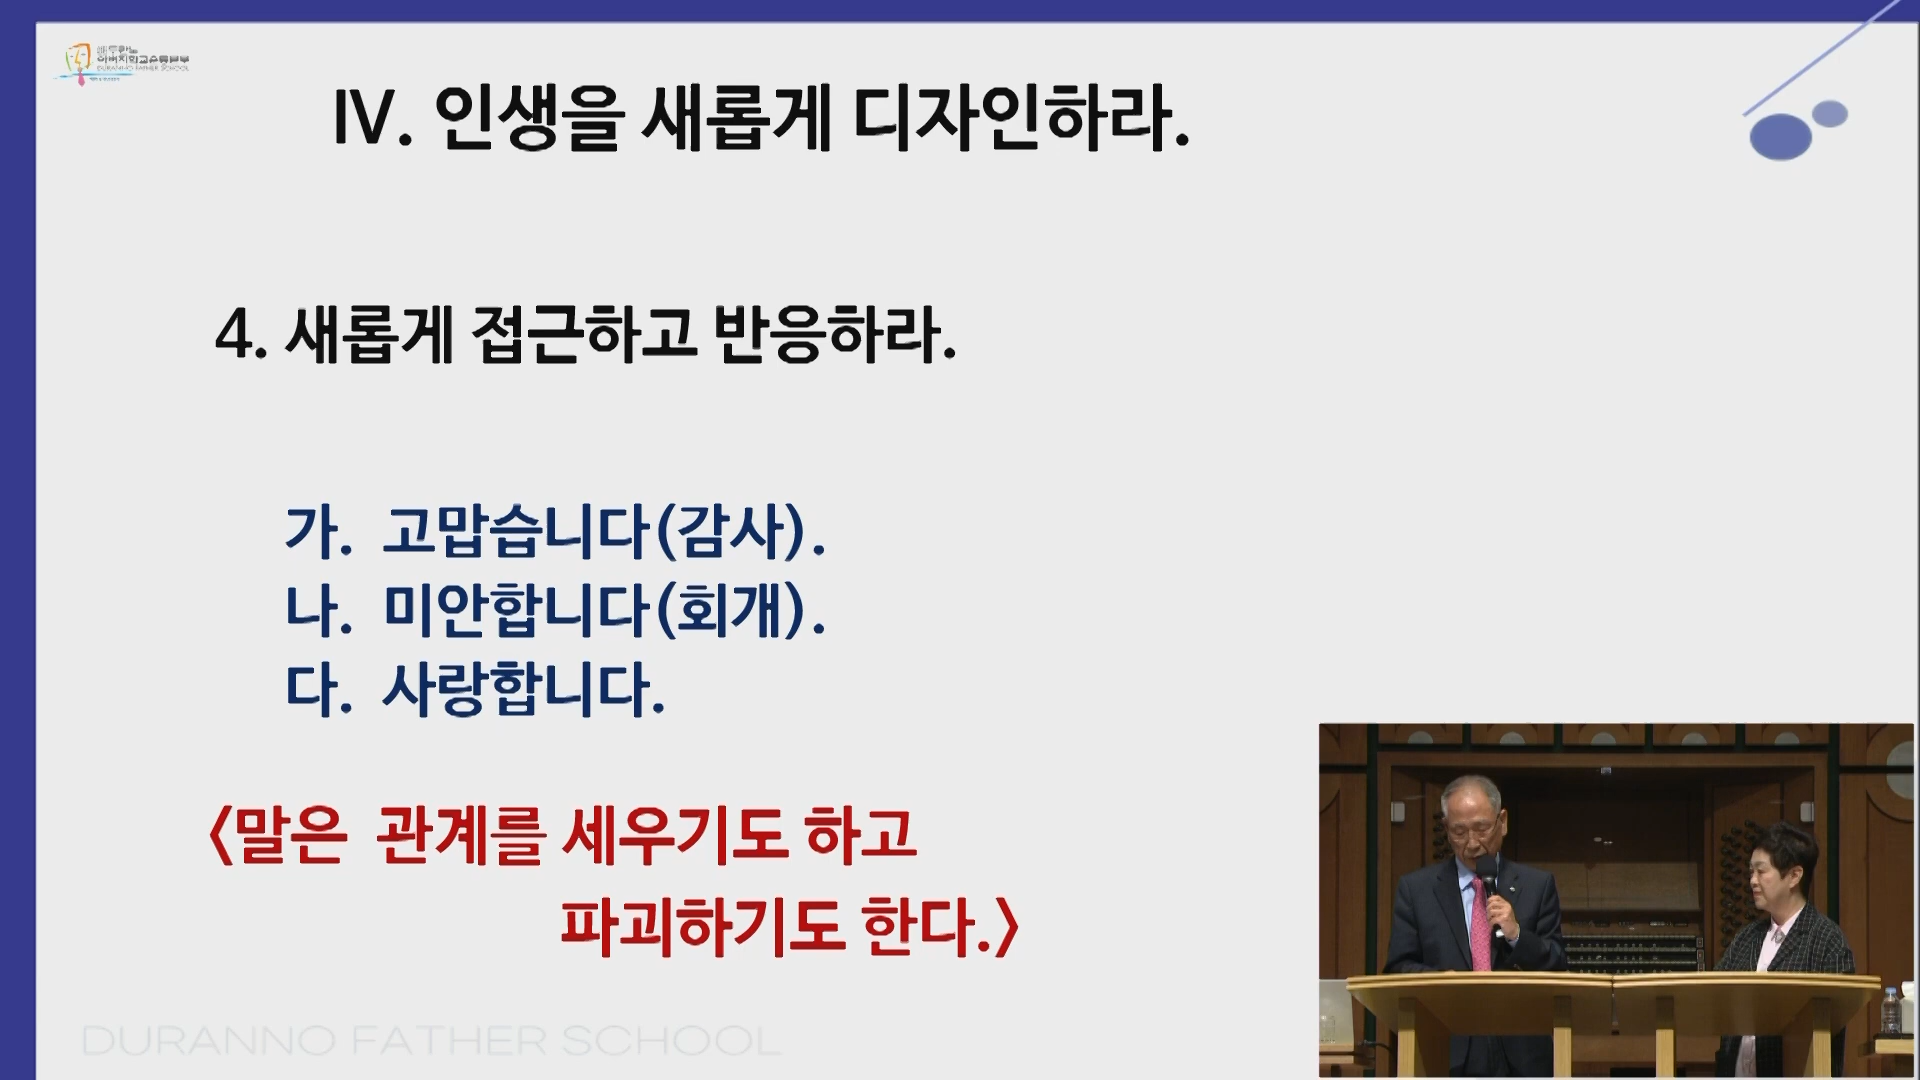 DURANNO FATHER SCHOOL
Ⅳ. 인생을 새롭게 디자인하라.
4. 새롭게 접근하고 반응하라.
가. 고맙습니다(감사).
나. 미안합니다(회개).
다. 사랑합니다.
<말은 관계를 세우기도 하고
파괴하기도 한다.>
DURANNO FATHER SCHOOL